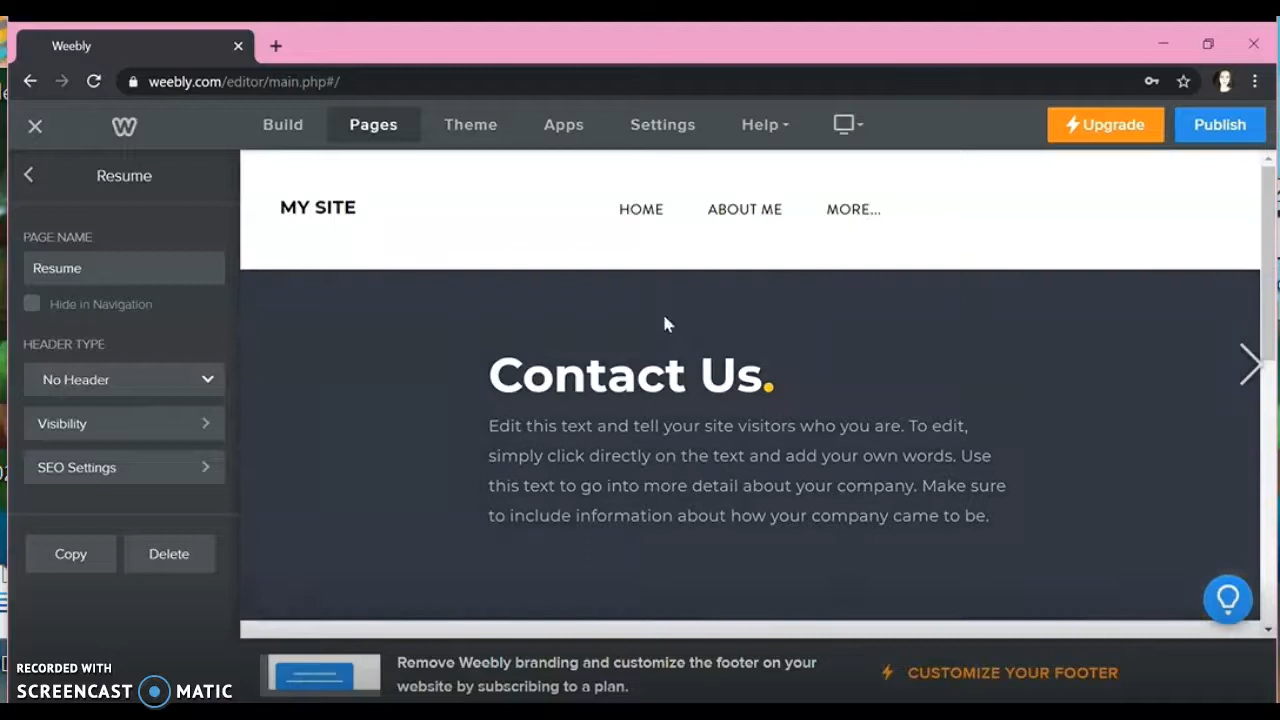 Weebly
weebly.com/editor/main.php#/
Build Pages Theme Apps Settings Help Upgrade Publish
Resume
PAGE NAME
Resume
Hide in Navigation
HEADER TYPE
No Header
Visibility
SEO Settings
Copy Delete
MY SITE HOME ABOUT ME MORE...
Contact Us.
Edit this text and tell your site visitors who you are. To edit,
simply click directly on the text and add your own words. Use
this text to go into more detail about your company. Make sure
to include information about how your company came to be.
Remove Weebly branding and customize the footer on your
website by subscribing to a plan.
CUSTOMIZE YOUR FOOTER
RECORDED WITH
SCREENCAST MATIC